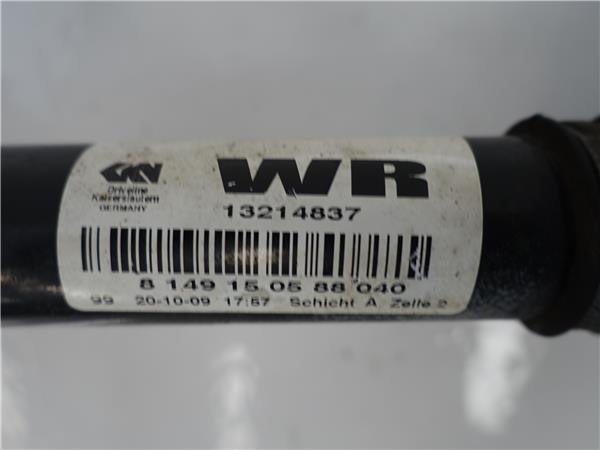 GKN
WR
Driveline
Kaiserslautern
GERMANY
13214837
8 149 15 05 88 040
99 20-10-09 17:57 Schicht A, Zelle 2